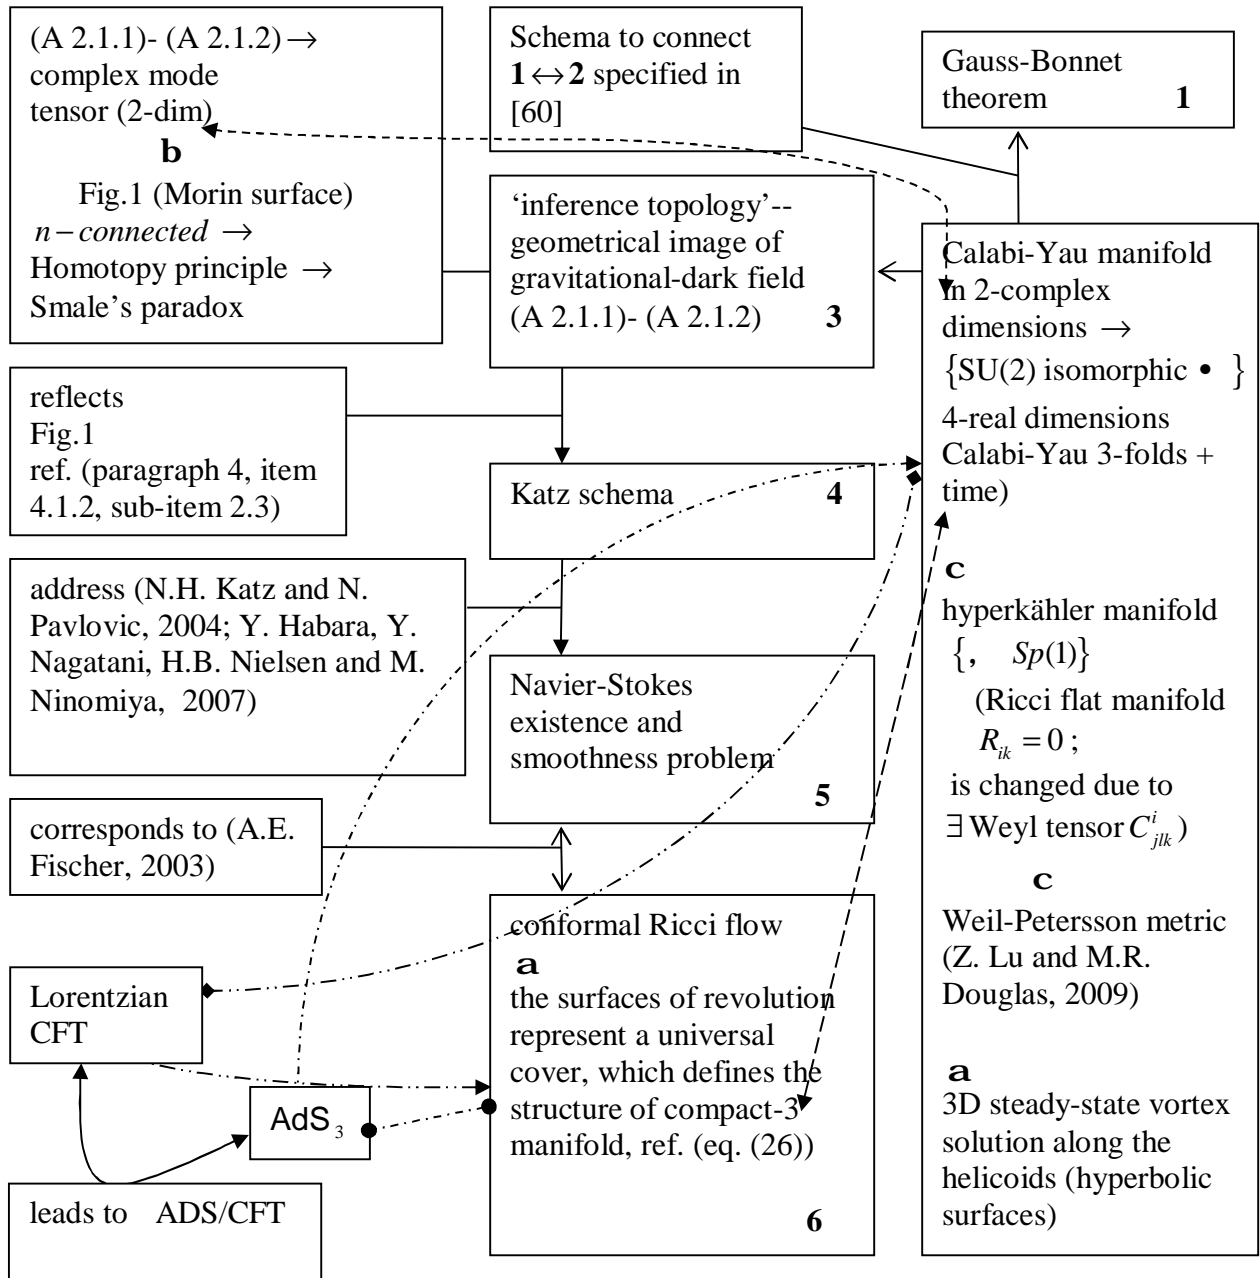 (A 2.1.1)- (A 2.1.2) →
complex mode
tensor (2-dim)
b
Fig.1 (Morin surface)
n – connected →
Homotopy principle →
Smale's paradox
Schema to connect
1 ↔ 2 specified in
[60]
Gauss-Bonnet
theorem 1
'inference topology'--
geometrical image of
gravitational-dark field
(A 2.1.1)- (A 2.1.2) 3
Calabi-Yau manifold
in 2-complex
dimensions →
{SU(2) isomorphic • }
4-real dimensions
Calabi-Yau 3-folds +
time)
c
hyperkähler manifold
{, Sp(1)}
(Ricci flat manifold
R_{ik} = 0 ;
is changed due to
∃ Weyl tensor C^i_{jlk})
c
Weil-Petersson metric
(Z. Lu and M.R.
Douglas, 2009)
a
3D steady-state vortex
solution along the
helicoids (hyperbolic
surfaces)
reflects
Fig.1
ref. (paragraph 4, item
4.1.2, sub-item 2.3)
Katz schema 4
address (N.H. Katz and N.
Pavlovic, 2004; Y. Habara, Y.
Nagatani, H.B. Nielsen and M.
Ninomiya, 2007)
Navier-Stokes
existence and
smoothness problem
5
corresponds to (A.E.
Fischer, 2003)
conformal Ricci flow
a
the surfaces of revolution
represent a universal
cover, which defines the
structure of compact-3
manifold, ref. (eq. (26))
6
Lorentzian
CFT
AdS_3
leads to ADS/CFT